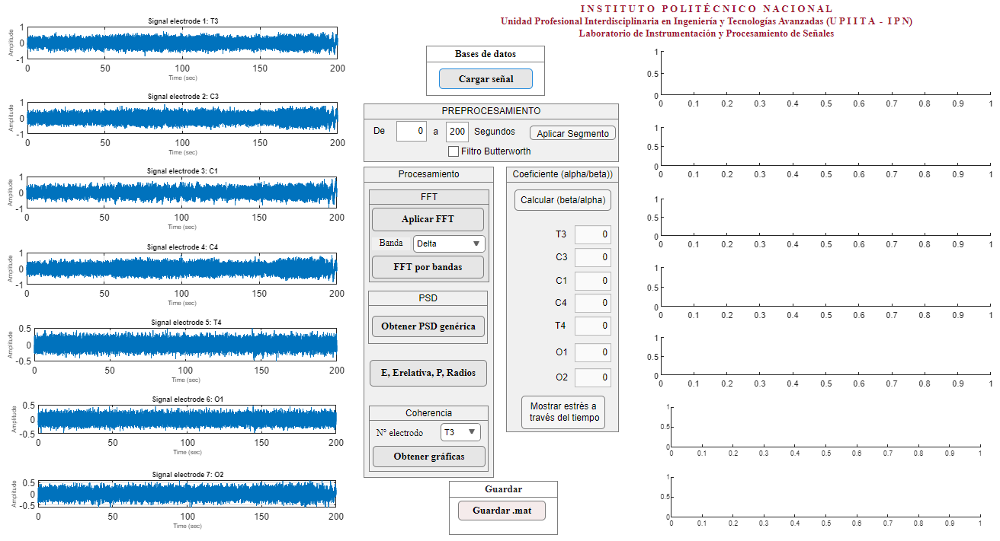 I N S T I T U T O P O L I T É C N I C O N A C I O N A L
Unidad Profesional Interdisciplinaria en Ingeniería y Tecnologías Avanzadas (U P I I T A - I P N)
Laboratorio de Instrumentación y Procesamiento de Señales
Signal electrode 1: T3
Amplitude
1
0
-1
0 50 100 150 200
Time (sec)
Signal electrode 2: C3
Amplitude
1
0
-1
0 50 100 150 200
Time (sec)
Signal electrode 3: C1
Amplitude
1
0
-1
0 50 100 150 200
Time (sec)
Signal electrode 4: C4
Amplitude
1
0
-1
0 50 100 150 200
Time (sec)
Signal electrode 5: T4
Amplitude
0.5
0
-0.5
0 50 100 150 200
Time (sec)
Signal electrode 6: O1
Amplitude
0.5
0
-0.5
0 50 100 150 200
Time (sec)
Signal electrode 7: O2
Amplitude
0.5
0
-0.5
0 50 100 150 200
Time (sec)
Bases de datos
Cargar señal
PREPROCESAMIENTO
De 0 a 200 Segundos Aplicar Segmento
Filtro Butterworth
Procesamiento
FFT
Aplicar FFT
Banda Delta
FFT por bandas
PSD
Obtener PSD genérica
E, Erelativa, P, Radios
Coherencia
N° electrodo T3
Obtener gráficas
Coeficiente (alpha/beta))
Calcular (beta/alpha)
T3 0
C3 0
C1 0
C4 0
T4 0
O1 0
O2 0
Mostrar estrés a
través del tiempo
Guardar
Guardar .mat
1
0.5
0
0 0.1 0.2 0.3 0.4 0.5 0.6 0.7 0.8 0.9 1
1
0.5
0
0 0.1 0.2 0.3 0.4 0.5 0.6 0.7 0.8 0.9 1
1
0.5
0
0 0.1 0.2 0.3 0.4 0.5 0.6 0.7 0.8 0.9 1
1
0.5
0
0 0.1 0.2 0.3 0.4 0.5 0.6 0.7 0.8 0.9 1
1
0.5
0
0 0.1 0.2 0.3 0.4 0.5 0.6 0.7 0.8 0.9 1
1
0.5
0
0 0.1 0.2 0.3 0.4 0.5 0.6 0.7 0.8 0.9 1
1
0.5
0
0 0.1 0.2 0.3 0.4 0.5 0.6 0.7 0.8 0.9 1